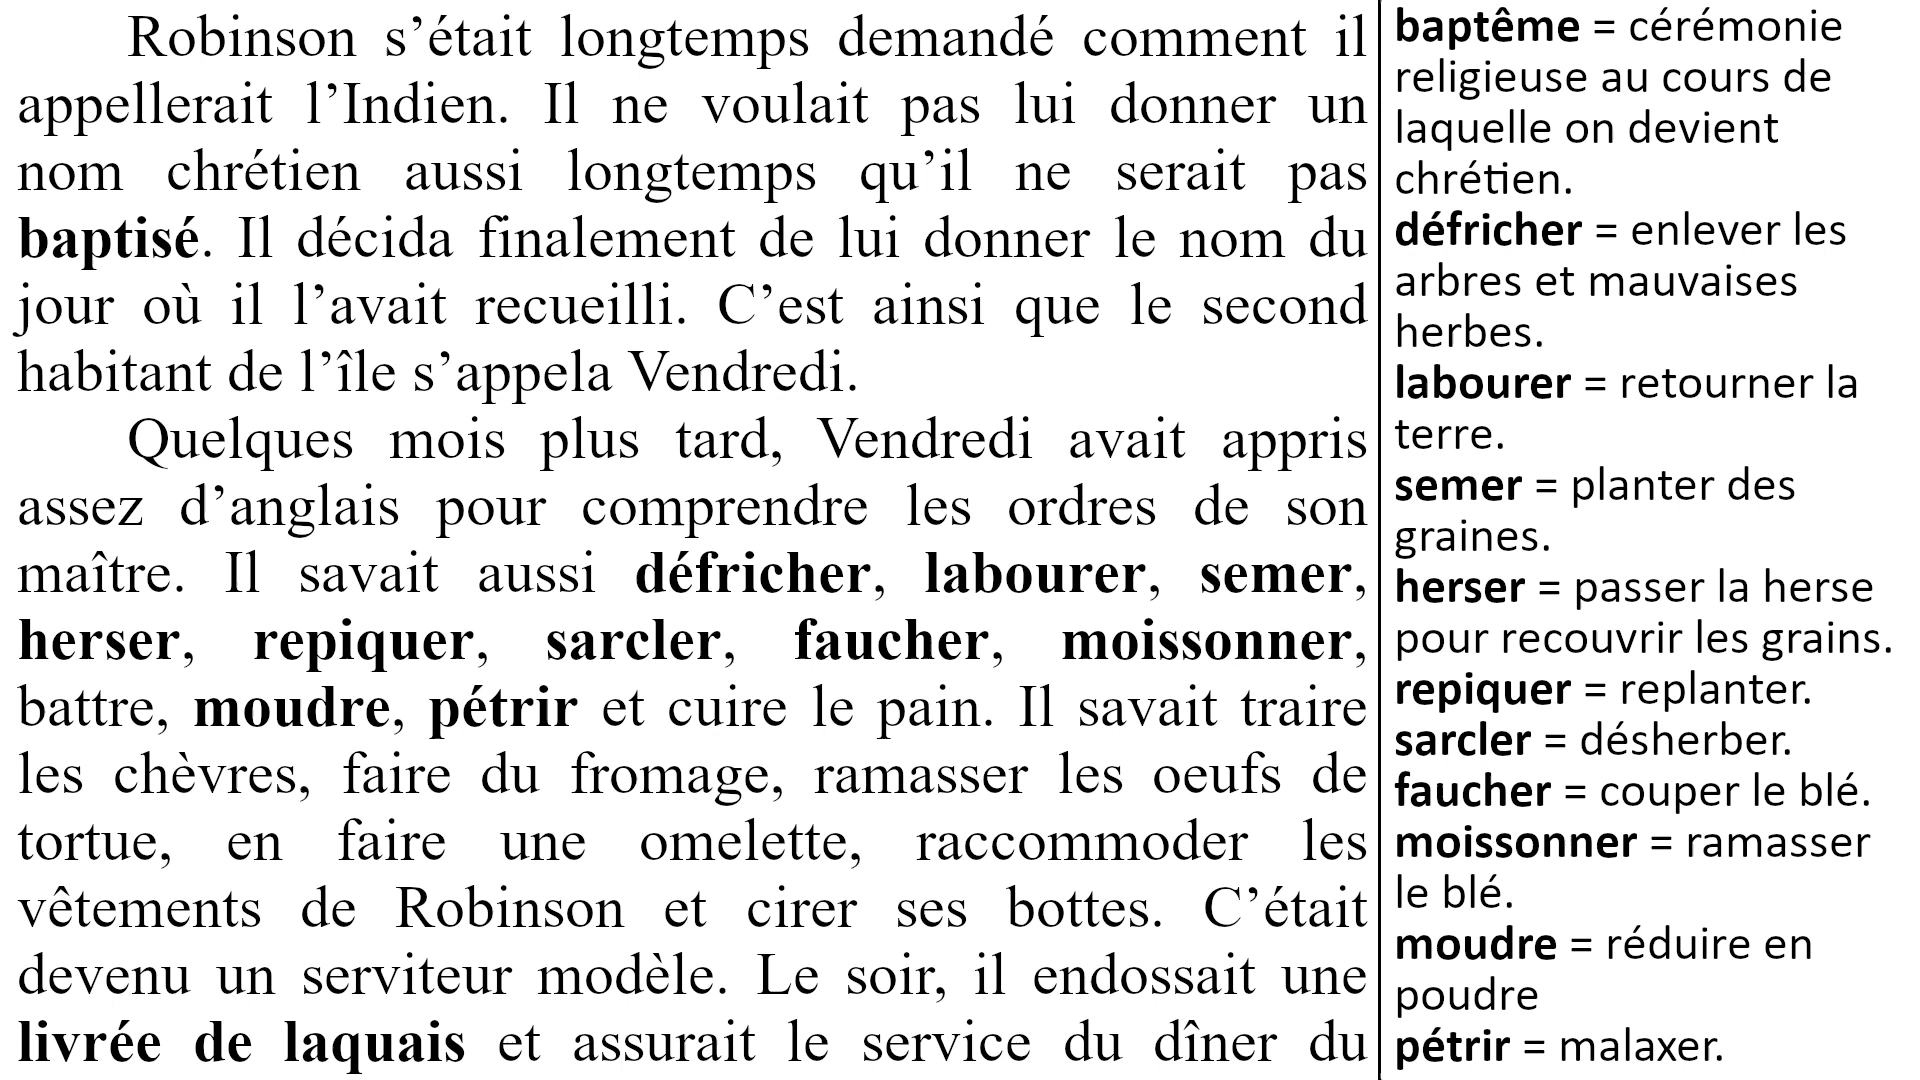 Robinson s’était longtemps demandé comment il
appellerait l’Indien. Il ne voulait pas lui donner un
nom chrétien aussi longtemps qu’il ne serait pas
baptisé. Il décida finalement de lui donner le nom du
jour où il l’avait recueilli. C’est ainsi que le second
habitant de l’île s’appela Vendredi.
Quelques mois plus tard, Vendredi avait appris
assez d’anglais pour comprendre les ordres de son
maître. Il savait aussi défricher, labourer, semer,
herser, repiquer, sarcler, faucher, moissonner,
battre, moudre, pétrir et cuire le pain. Il savait traire
les chèvres, faire du fromage, ramasser les oeufs de
tortue, en faire une omelette, raccommoder les
vêtements de Robinson et cirer ses bottes. C’était
devenu un serviteur modèle. Le soir, il endossait une
livrée de laquais et assurait le service du dîner du
baptême = cérémonie
religieuse au cours de
laquelle on devient
chrétien.
défricher = enlever les
arbres et mauvaises
herbes.
labourer = retourner la
terre.
semer = planter des
graines.
herser = passer la herse
pour recouvrir les grains.
repiquer = replanter.
sarcler = désherber.
faucher = couper le blé.
moissonner = ramasser
le blé.
moudre = réduire en
poudre
pétrir = malaxer.